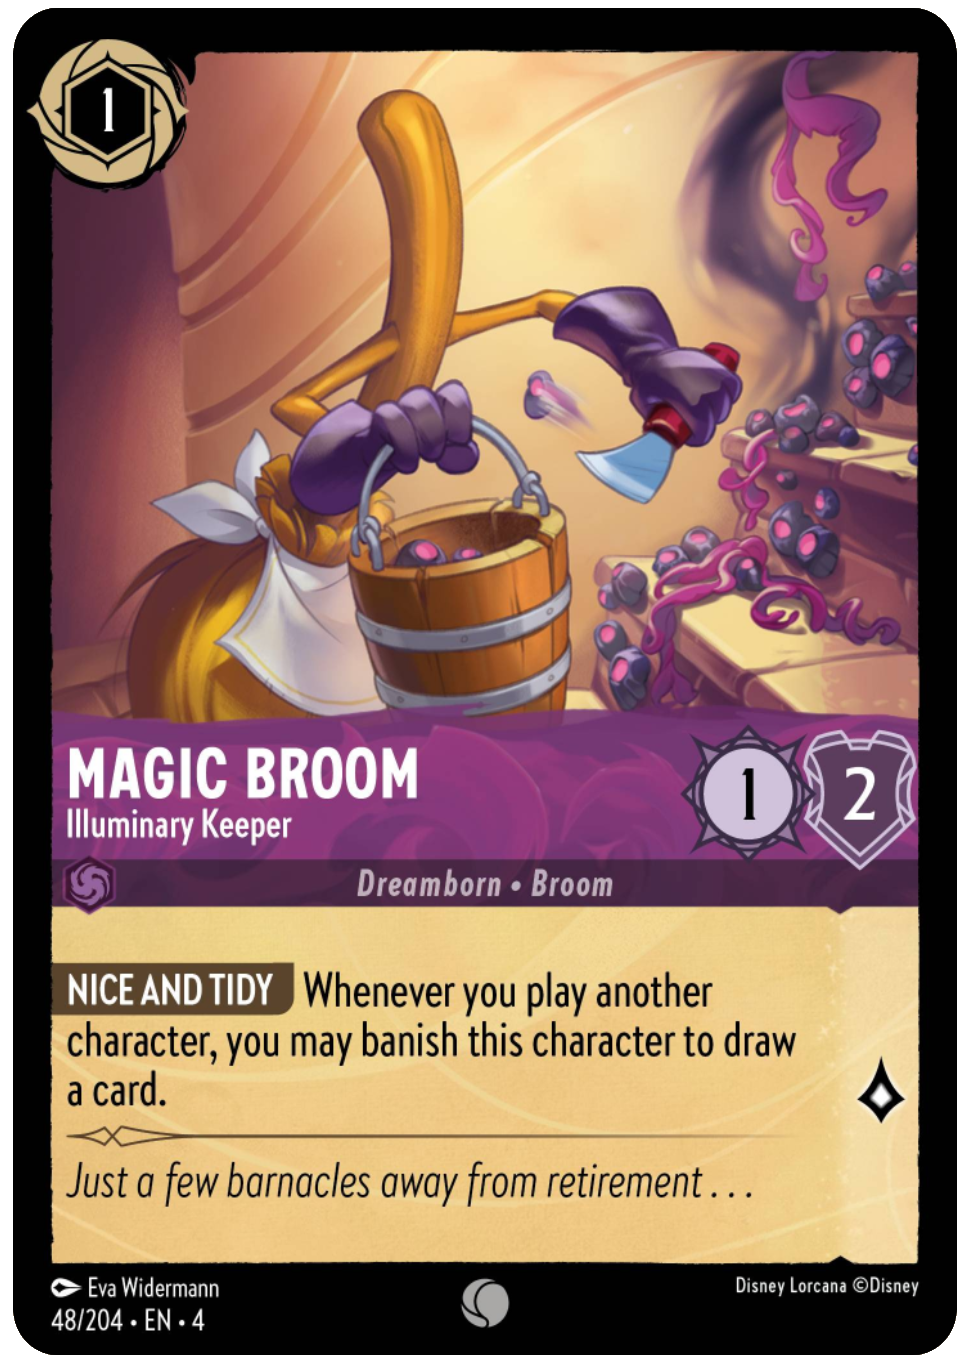 1
MAGIC BROOM
Illuminary Keeper
1 2
Dreamborn • Broom
NICE AND TIDY Whenever you play another
character, you may banish this character to draw
a card.
Just a few barnacles away from retirement . . .
Eva Widermann
48/204 • EN • 4
Disney Lorcana ©Disney